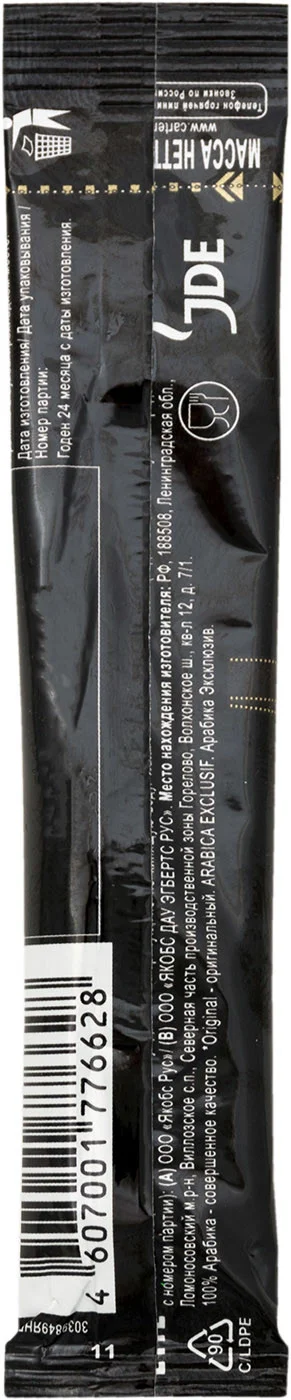 Телефон горячей линии
Звонки по России
www.carter
МАССА НЕТТ
JDE
Дата изготовления/ Дата упаковывания /
Номер партии:
Годен 24 месяца с даты изготовления.
с номером партии): (А) ООО «Якобс Рус»/ (В) ООО «ЯКОБС ДАУ ЭГБЕРТС РУС». Место нахождения изготовителя: РФ, 188508, Ленинградская обл.,
Ломоносовский м.р-н, Виллозское с.п., Северная часть производственной зоны Горелово, Волхонское ш., кв-л 12, д. 7/1.
100% Арабика - совершенное качество. *Original - оригинальный. ARABICA EXCLUSIF. Арабика Эксклюзив.
4 607001 776628
11
90
C/LDPE